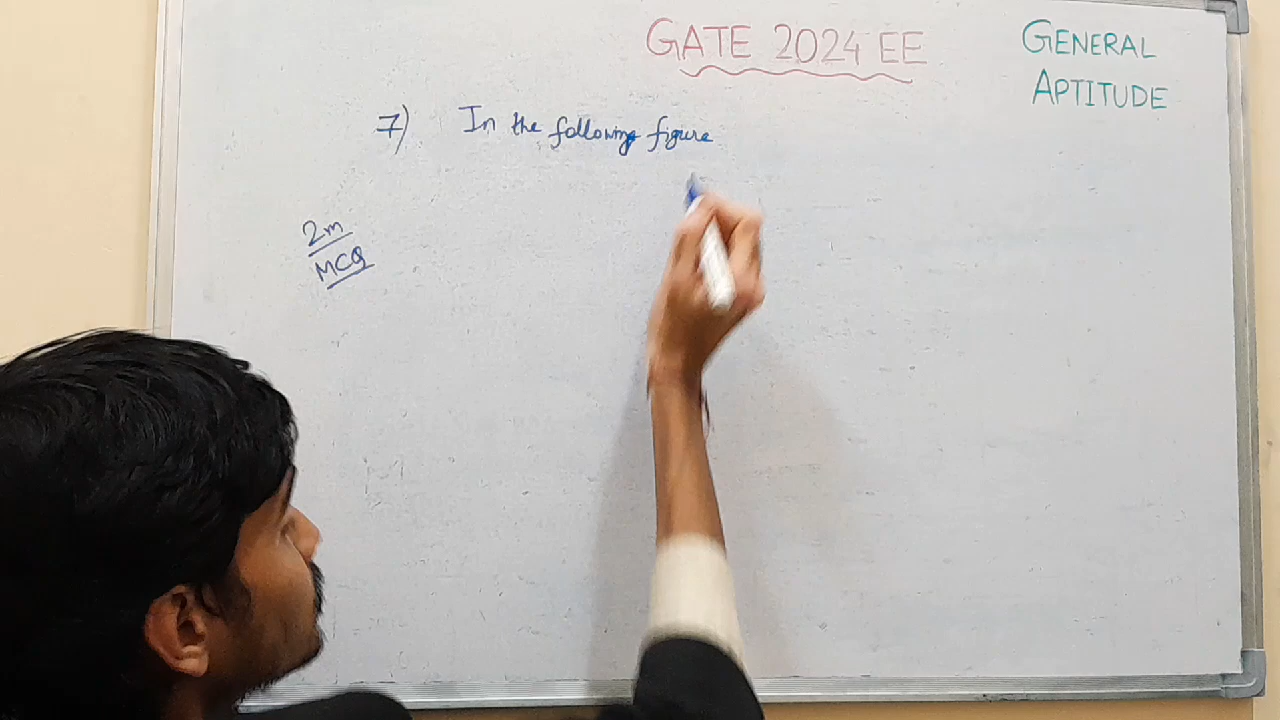 GATE 2024 EE
GENERAL
APTITUDE
7) In the following figure
2m
MCQ